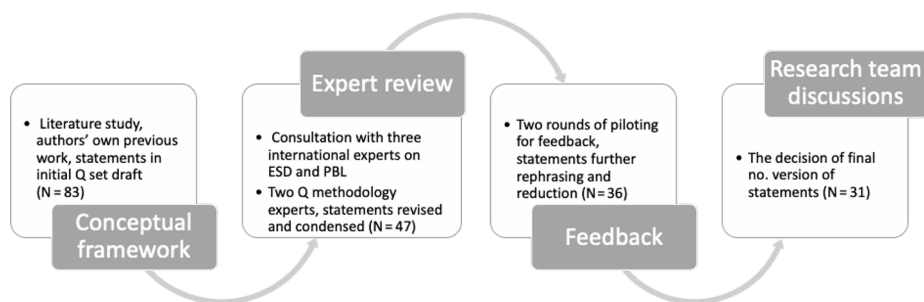 • Literature study,
authors’ own previous
work, statements in
initial Q set draft
(N = 83)
Conceptual
framework
Expert review
• Consultation with three
international experts on
ESD and PBL
• Two Q methodology
experts, statements revised
and condensed (N = 47)
• Two rounds of piloting
for feedback,
statements further
rephrasing and
reduction (N = 36)
Feedback
Research team
discussions
• The decision of final
no. version of
statements (N = 31)